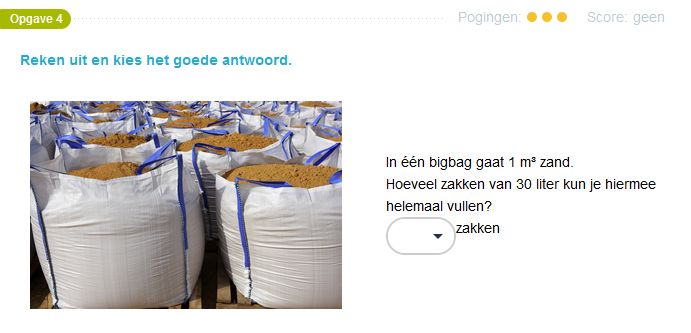 Opgave 4
Pogingen:
Score: geen
Reken uit en kies het goede antwoord.
In één bigbag gaat 1 m³ zand.
Hoeveel zakken van 30 liter kun je hiermee
helemaal vullen?
zakken